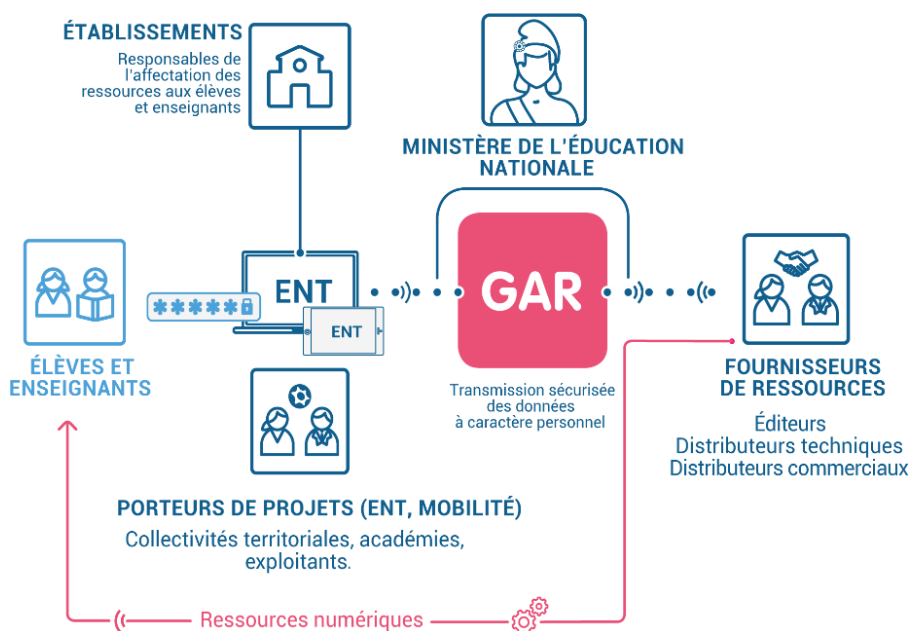 ÉTABLISSEMENTS
Responsables de
l'affectation des
ressources aux élèves
et enseignants
MINISTÈRE DE L'ÉDUCATION
NATIONALE
*****
ENT
ENT
GAR
ÉLÈVES ET
ENSEIGNANTS
Transmission sécurisée
des données
à caractère personnel
FOURNISSEURS
DE RESSOURCES
Éditeurs
Distributeurs techniques
Distributeurs commerciaux
PORTEURS DE PROJETS (ENT, MOBILITÉ)
Collectivités territoriales, académies,
exploitants.
Ressources numériques